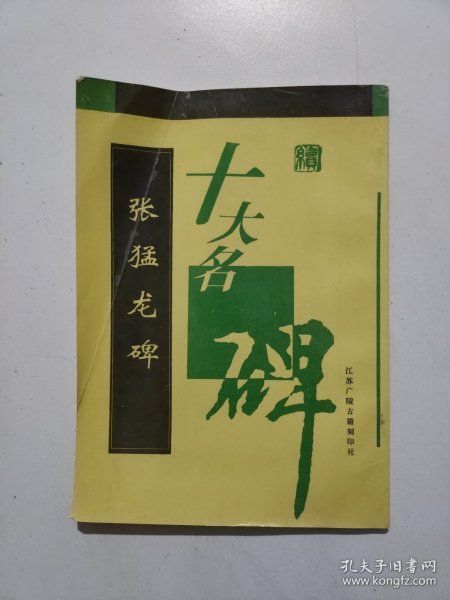 續
十大名
碑
张猛龙碑
江苏广陵古籍刻印社
孔夫子旧书网
www.kongfz.com